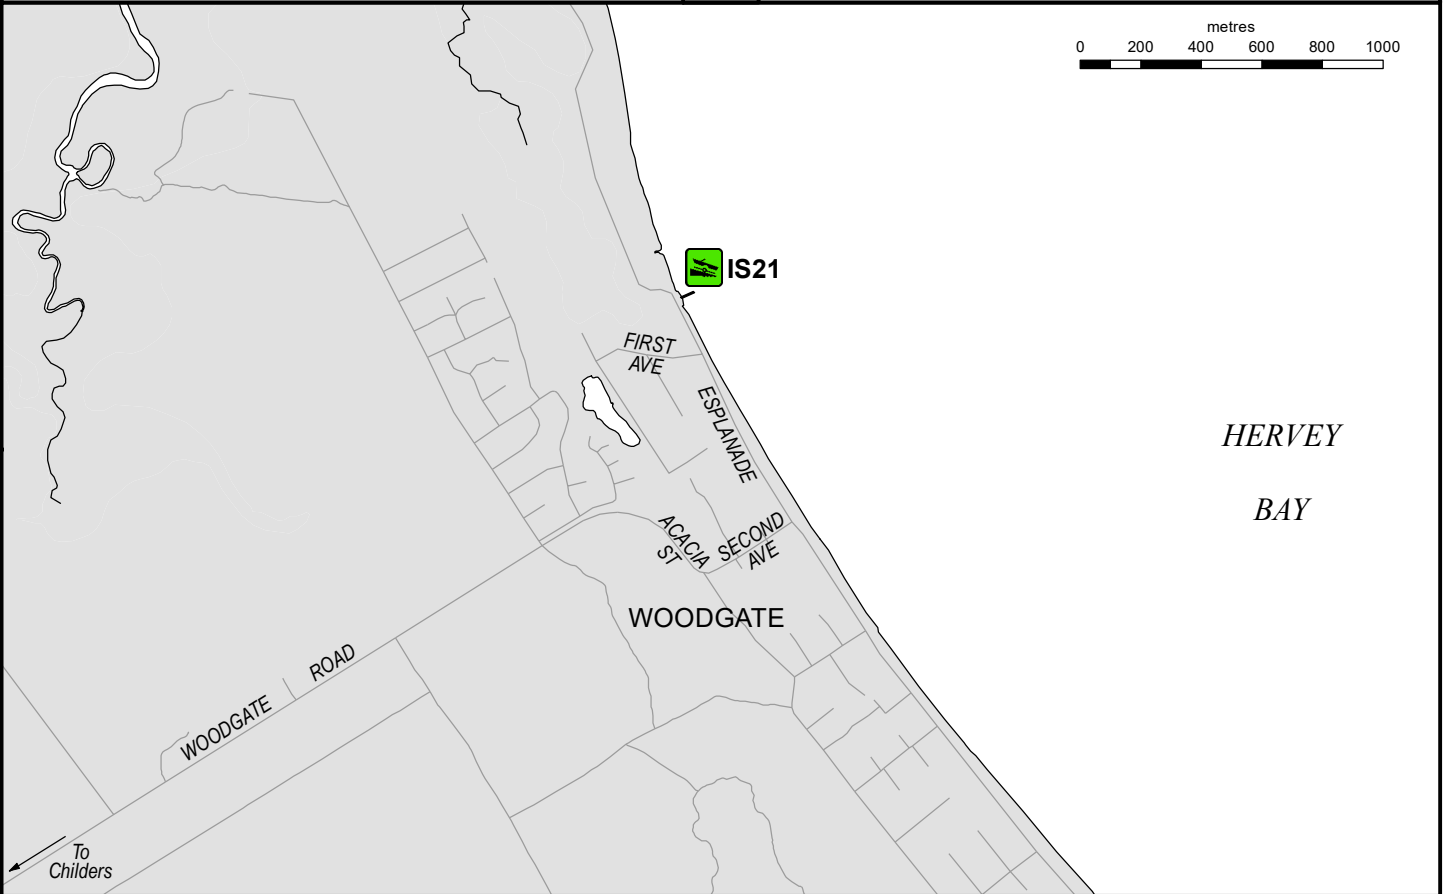 metres
0 200 400 600 800 1000
IS21
FIRST
AVE
ESPLANADE
HERVEY
BAY
ACACIA
ST
SECOND
AVE
WOODGATE
WOODGATE ROAD
To
Childers